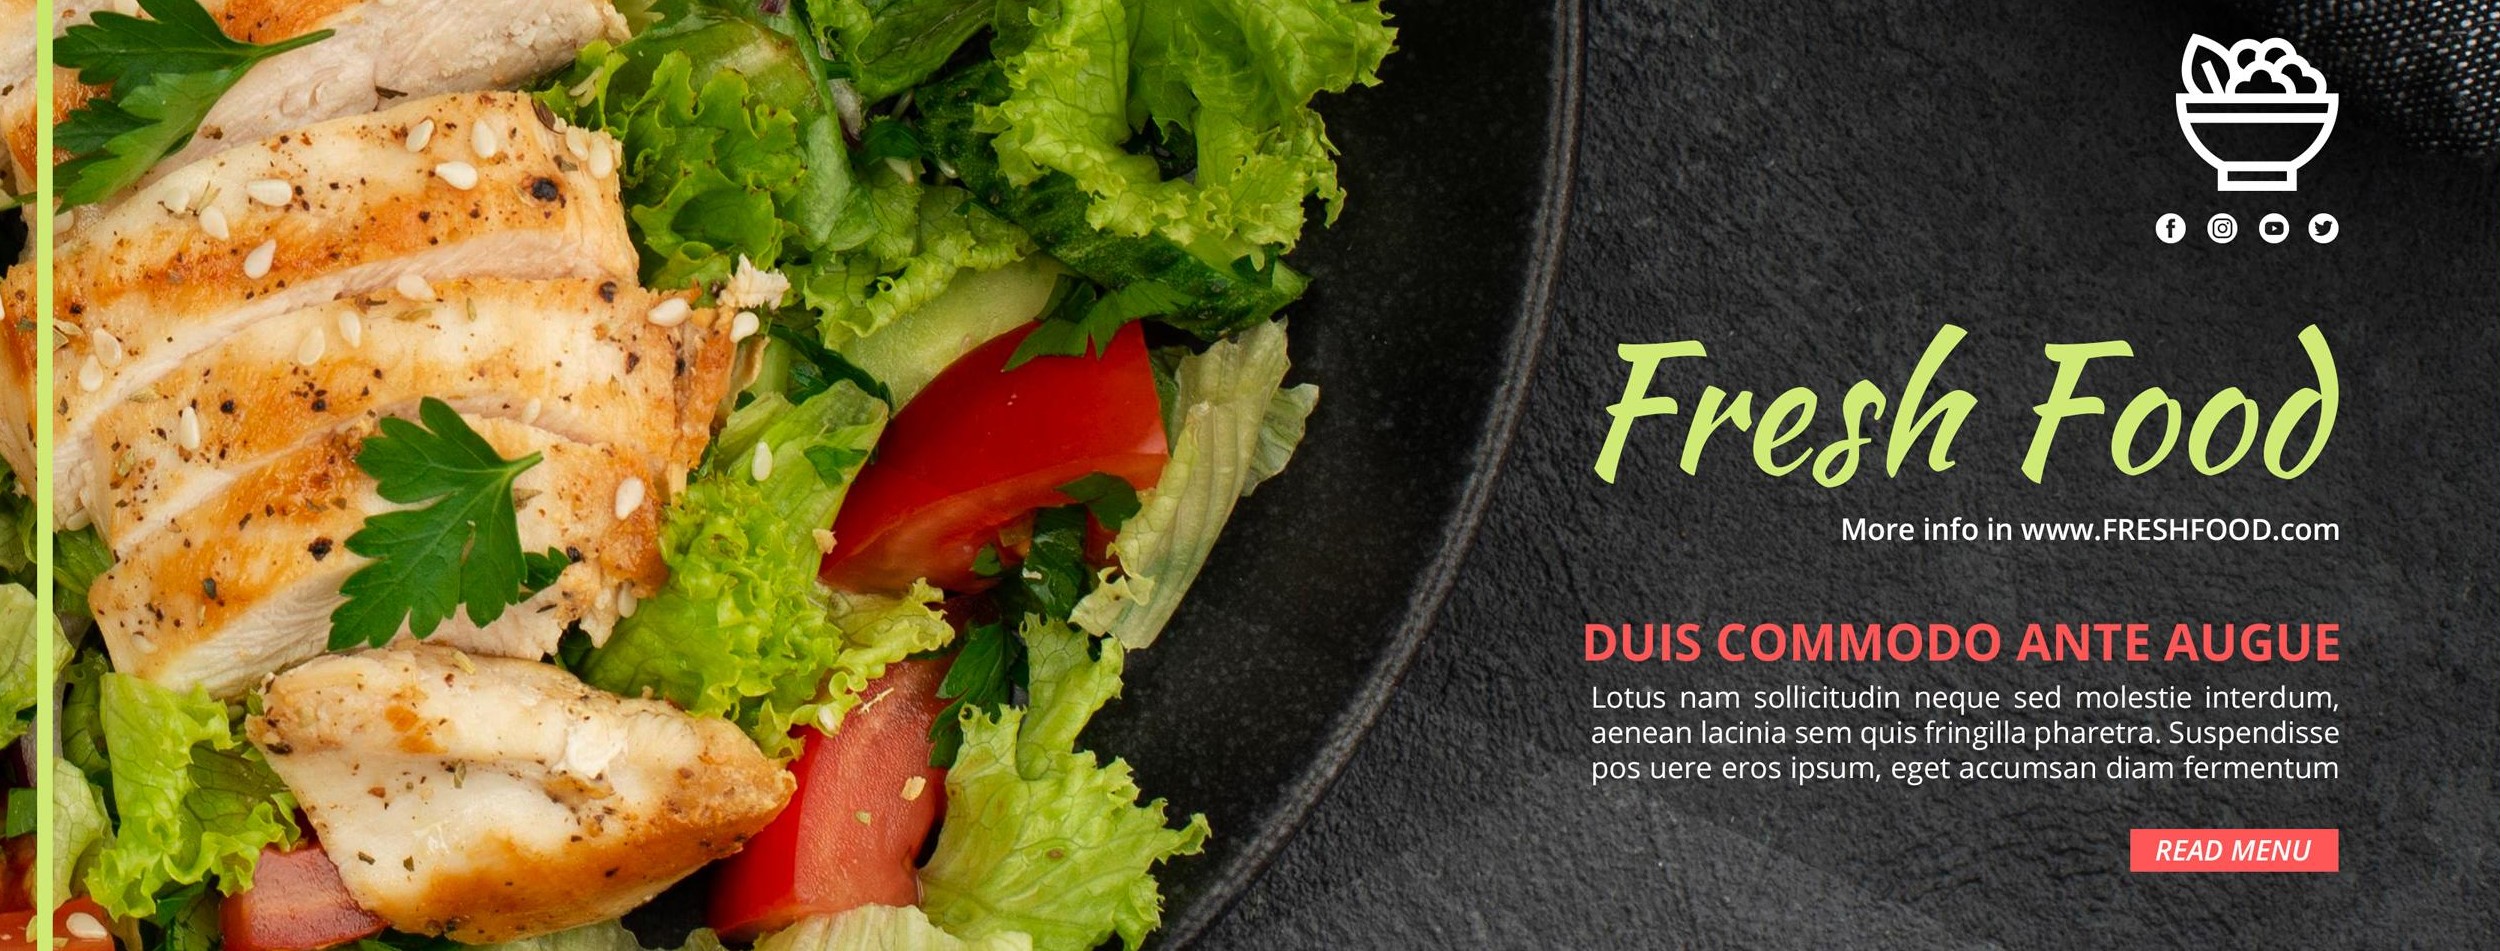 Fresh Food
More info in www.FRESHFOOD.com
DUIS COMMODO ANTE AUGUE
Lotus nam sollicitudin neque sed molestie interdum,
aenean lacinia sem quis fringilla pharetra. Suspendisse
pos uere eros ipsum, eget accumsan diam fermentum
READ MENU